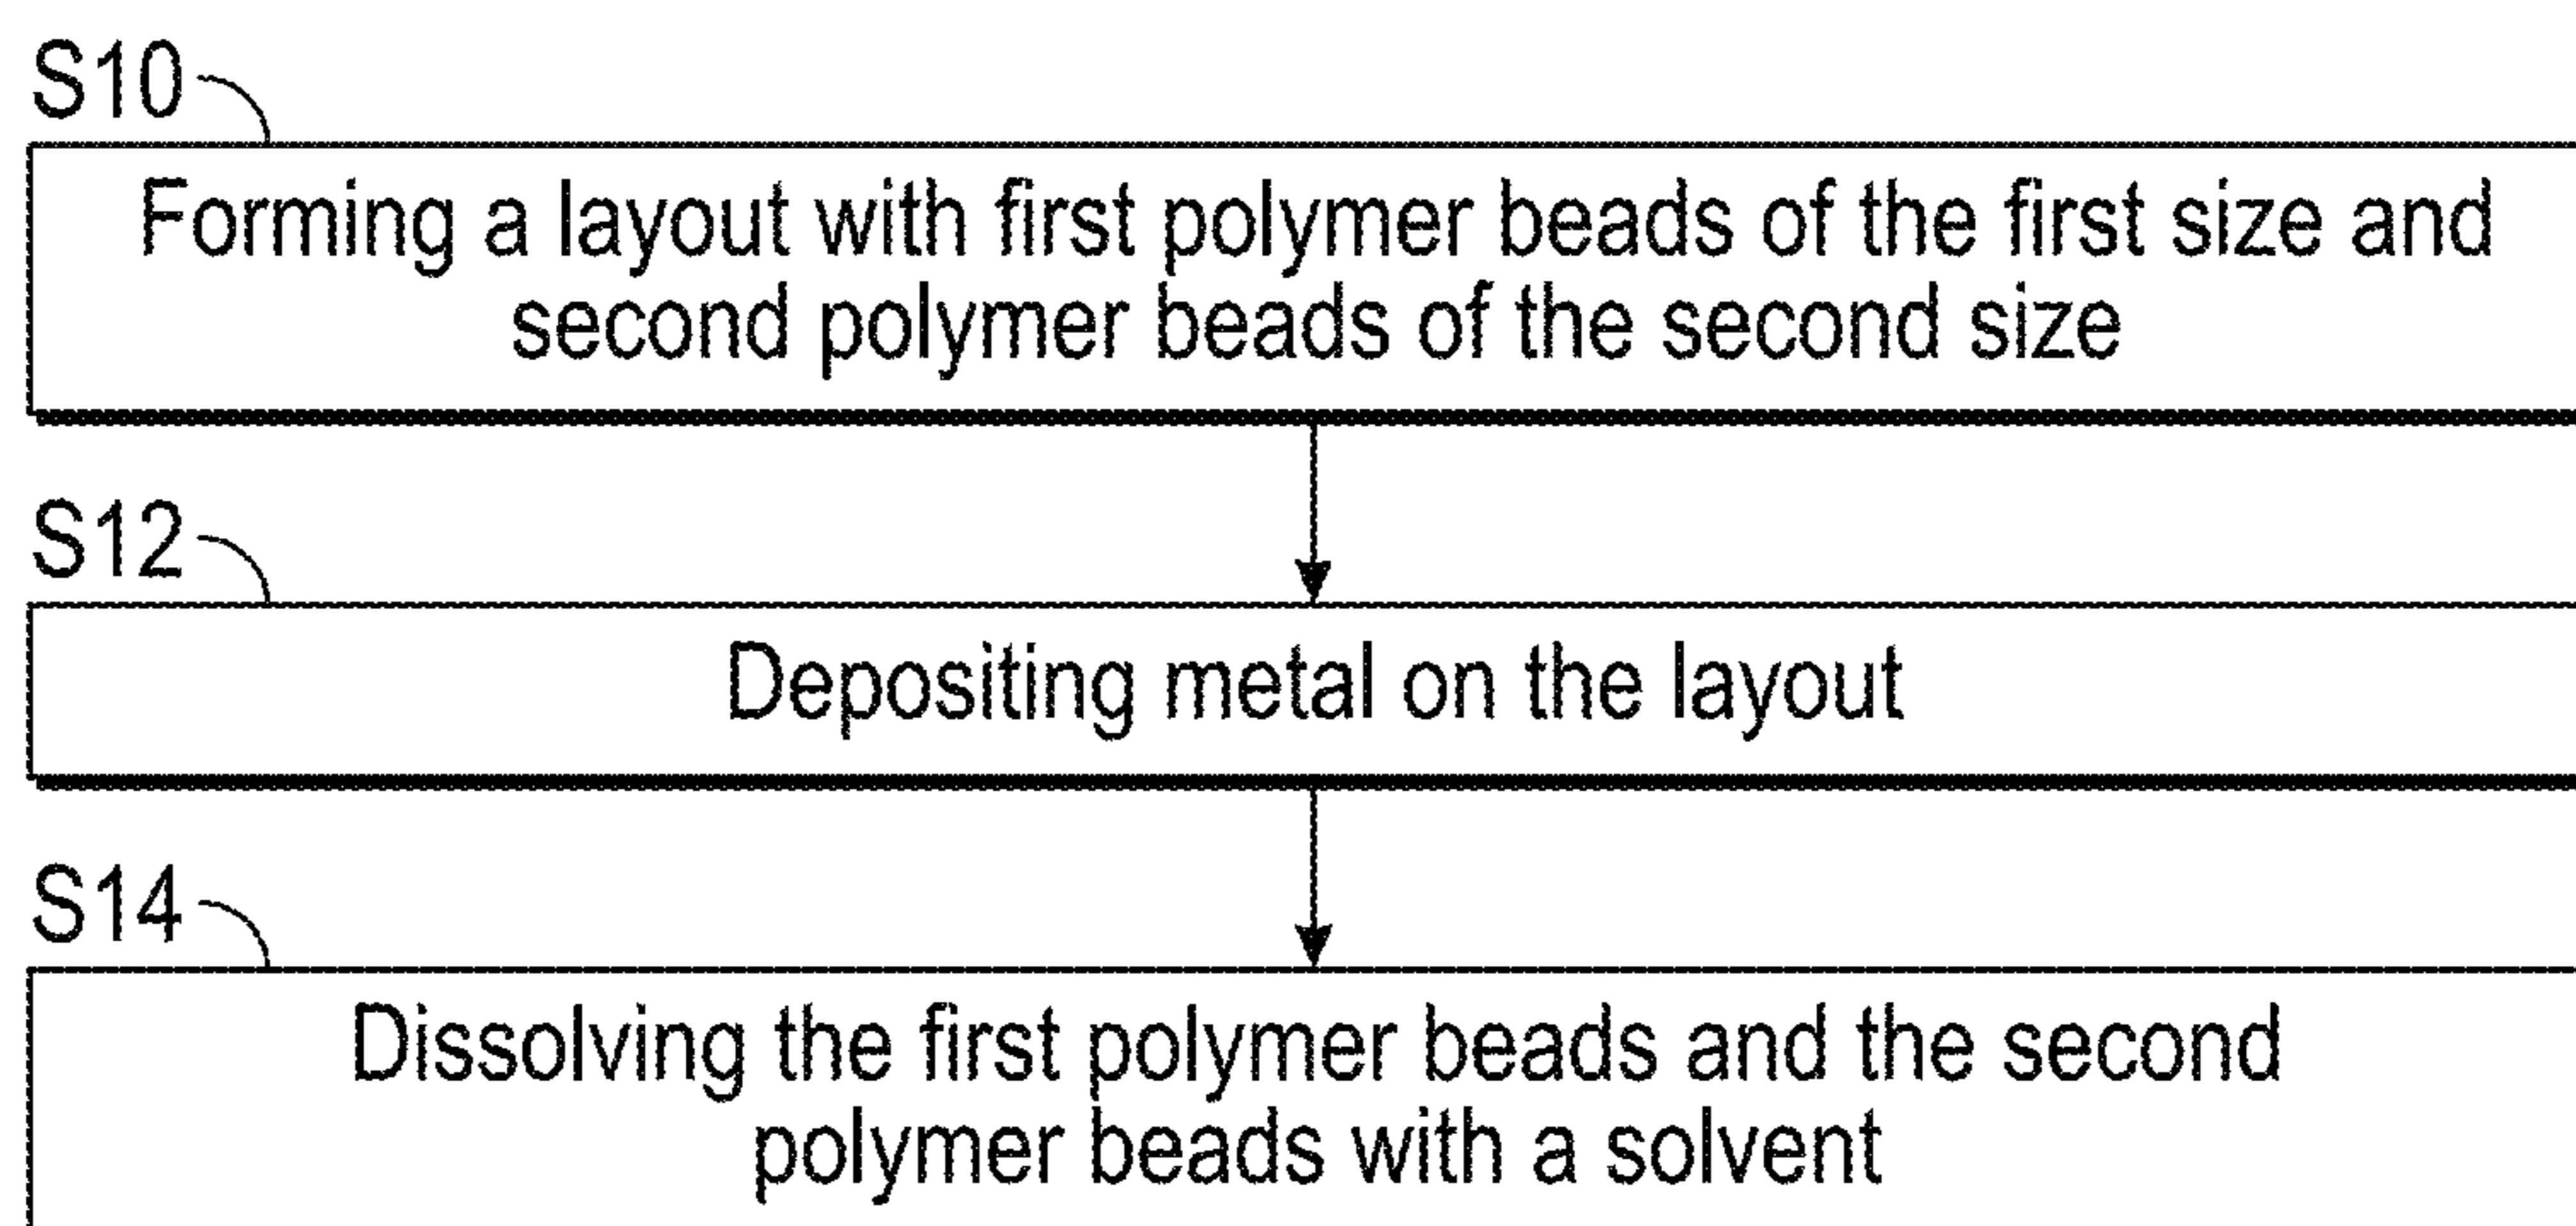 S10
Forming a layout with first polymer beads of the first size and
second polymer beads of the second size
S12
Depositing metal on the layout
S14
Dissolving the first polymer beads and the second
polymer beads with a solvent